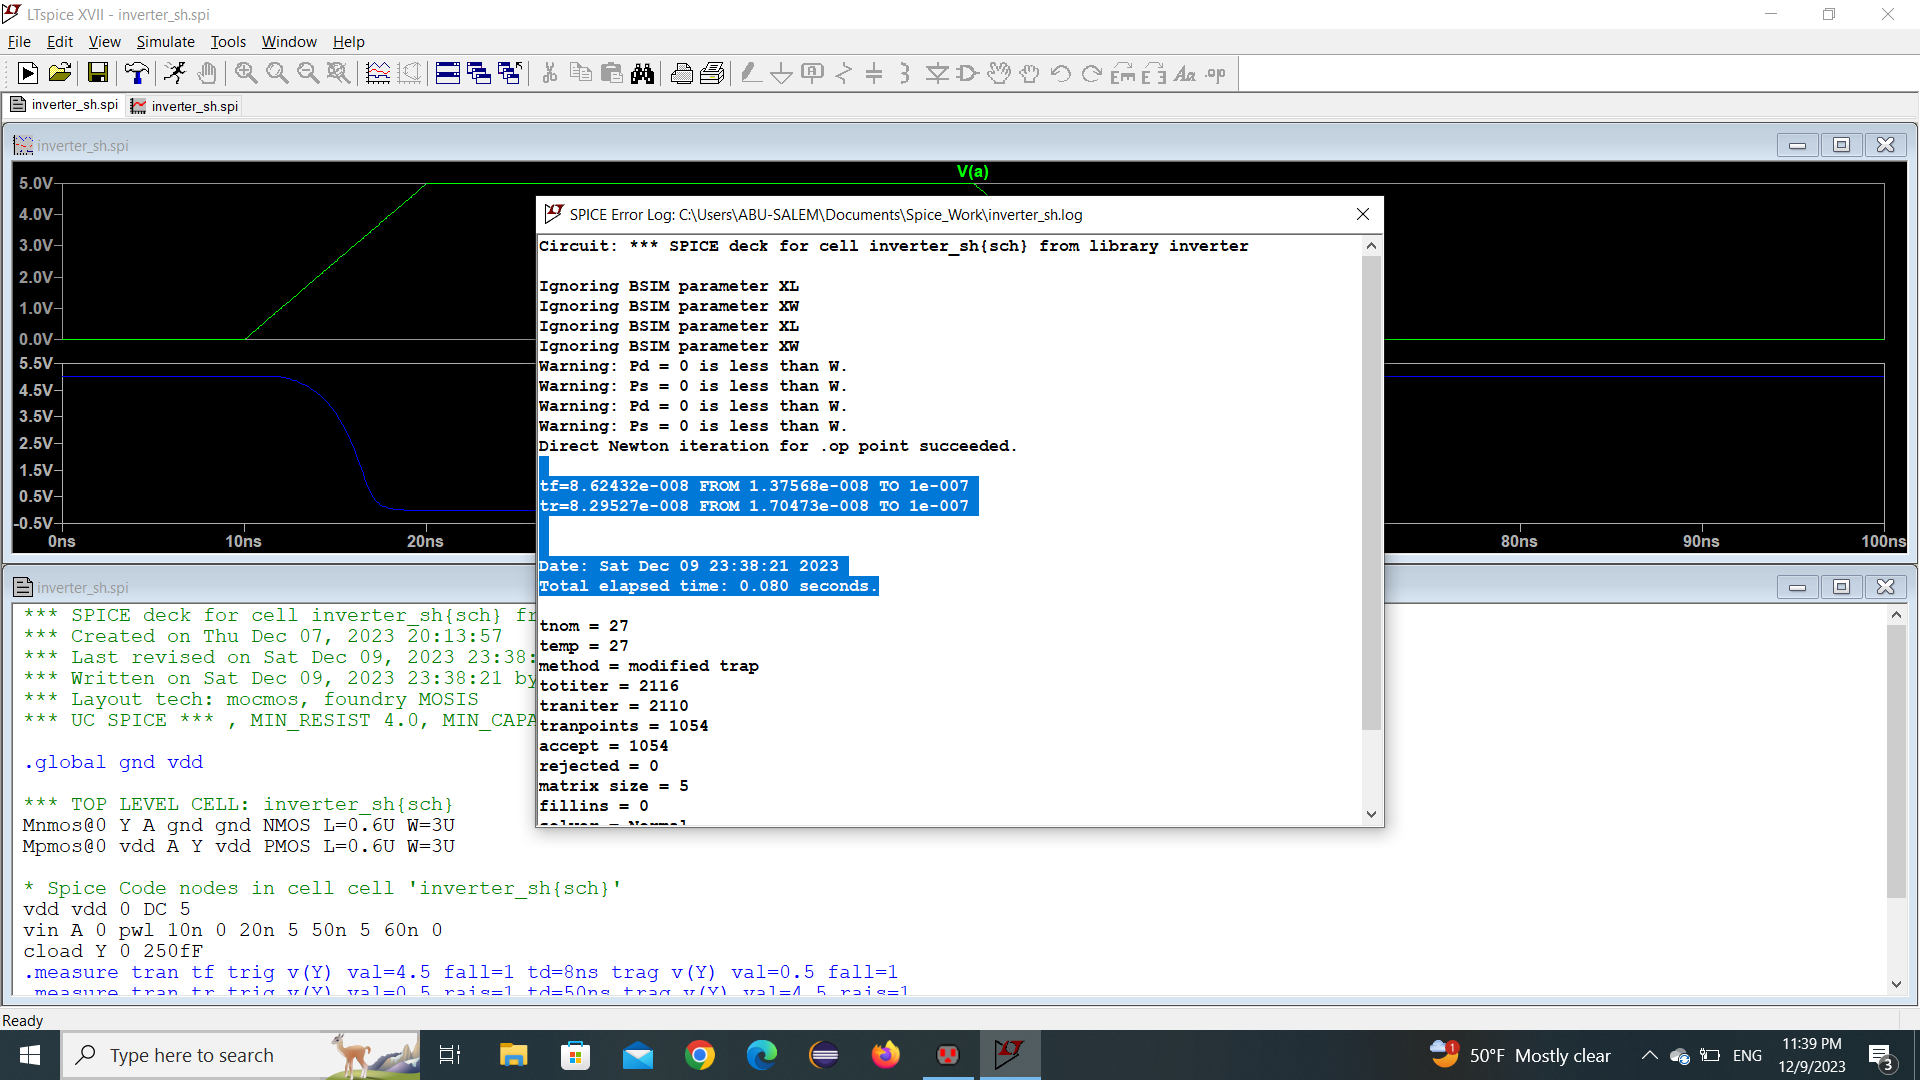 LTspice XVII - inverter_sh.spi
File Edit View Simulate Tools Window Help
.op
inverter_sh.spi
inverter_sh.spi
inverter_sh.spi
V(a)
5.0V
4.0V
3.0V
2.0V
1.0V
0.0V
5.5V
4.5V
3.5V
2.5V
1.5V
0.5V
-0.5V
0ns 10ns 20ns 80ns 90ns 100ns
SPICE Error Log: C:\Users\ABU-SALEM\Documents\Spice_Work\inverter_sh.log
Circuit: *** SPICE deck for cell inverter_sh{sch} from library inverter
Ignoring BSIM parameter XL
Ignoring BSIM parameter XW
Ignoring BSIM parameter XL
Ignoring BSIM parameter XW
Warning: Pd = 0 is less than W.
Warning: Ps = 0 is less than W.
Warning: Pd = 0 is less than W.
Warning: Ps = 0 is less than W.
Direct Newton iteration for .op point succeeded.
tf=8.62432e-008 FROM 1.37568e-008 TO 1e-007
tr=8.29527e-008 FROM 1.70473e-008 TO 1e-007
Date: Sat Dec 09 23:38:21 2023
Total elapsed time: 0.080 seconds.
tnom = 27
temp = 27
method = modified trap
totiter = 2116
traniter = 2110
tranpoints = 1054
accept = 1054
rejected = 0
matrix size = 5
fillins = 0
solver = Normal
inverter_sh.spi
*** SPICE deck for cell inverter_sh{sch} fr
*** Created on Thu Dec 07, 2023 20:13:57
*** Last revised on Sat Dec 09, 2023 23:38:
*** Written on Sat Dec 09, 2023 23:38:21 by
*** Layout tech: mocmos, foundry MOSIS
*** UC SPICE *** , MIN_RESIST 4.0, MIN_CAPA
.global gnd vdd
*** TOP LEVEL CELL: inverter_sh{sch}
Mnmos@0 Y A gnd gnd NMOS L=0.6U W=3U
Mpmos@0 vdd A Y vdd PMOS L=0.6U W=3U
* Spice Code nodes in cell cell 'inverter_sh{sch}'
vdd vdd 0 DC 5
vin A 0 pwl 10n 0 20n 5 50n 5 60n 0
cload Y 0 250fF
.measure tran tf trig v(Y) val=4.5 fall=1 td=8ns trag v(Y) val=0.5 fall=1
.measure tran tr trig v(Y) val=0.5 rais=1 td=50ns trag v(Y) val=4.5 rais=1
Ready
Type here to search
1
50°F Mostly clear
ENG
11:39 PM
12/9/2023
3